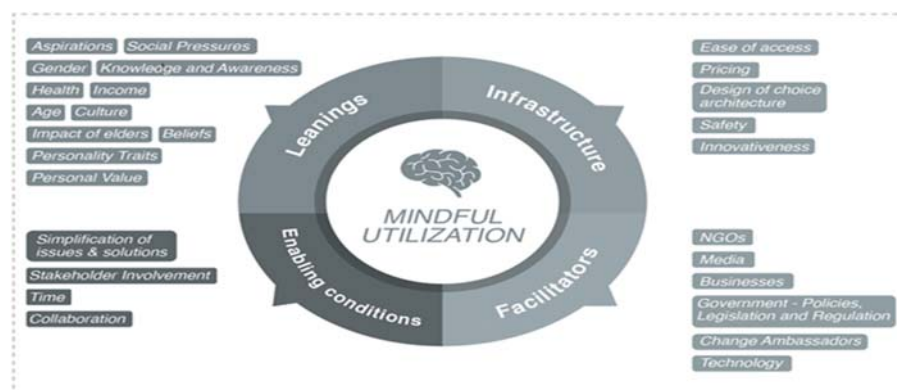 Aspirations Social Pressures
Gender Knowledge and Awareness
Health Income
Age Culture
Impact of elders Beliefs
Personality Traits
Personal Value
Simplification of
issues & solutions
Stakeholder Involvement
Time
Collaboration
Leanings
Infrastructure
MINDFUL
UTILIZATION
Enabling conditions
Facilitators
Ease of access
Pricing
Design of choice
architecture
Safety
Innovativeness
NGOs
Media
Businesses
Government - Policies,
Legislation and Regulation
Change Ambassadors
Technology